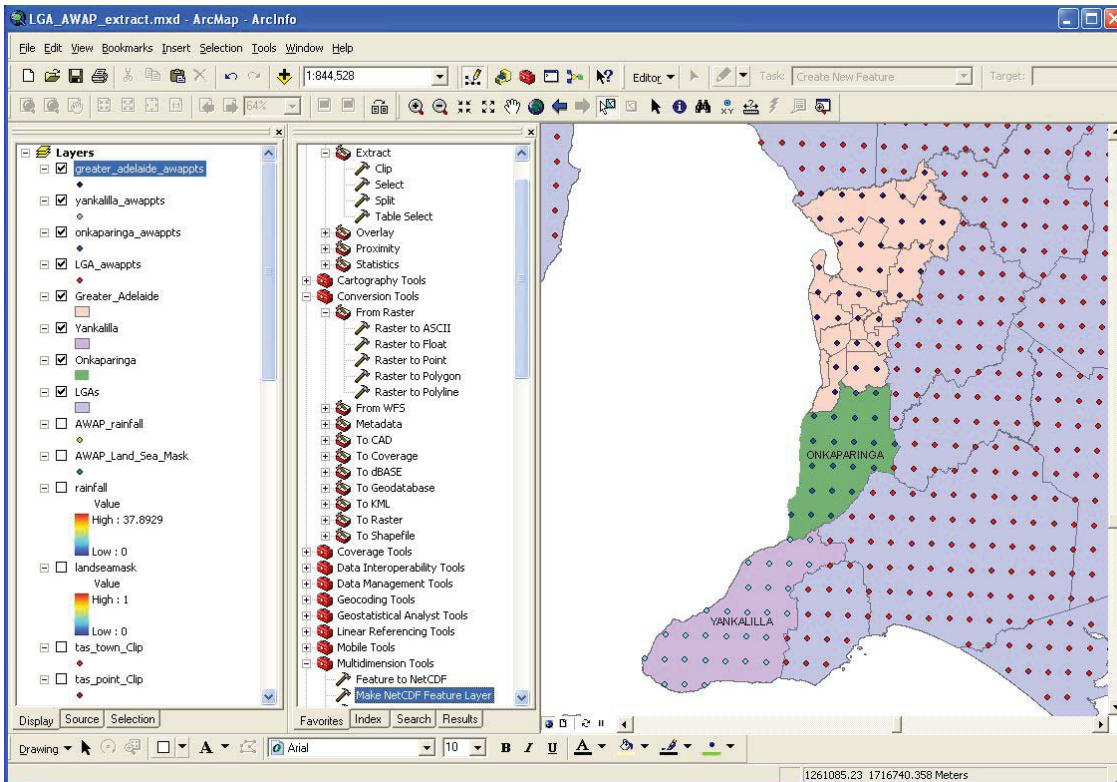 LGA_AWAP_extract.mxd - ArcMap - ArcInfo
File Edit View Bookmarks Insert Selection Tools Window Help
1:844,528
Editor
Task:
Create New Feature
Target:
64%
Layers
greater_adelaide_awappts
yankalilla_awappts
onkaparinga_awappts
LGA_awappts
Greater_Adelaide
Yankalilla
Onkaparinga
LGAs
AWAP_rainfall
AWAP_Land_Sea_Mask
rainfall
Value
High : 37.8929
Low : 0
landseamask
Value
High : 1
Low : 0
tas_town_Clip
tas_point_Clip
Display Source Selection
Extract
Clip
Select
Split
Table Select
Overlay
Proximity
Statistics
Cartography Tools
Conversion Tools
From Raster
Raster to ASCII
Raster to Float
Raster to Point
Raster to Polygon
Raster to Polyline
From WFS
Metadata
To CAD
To Coverage
To dBASE
To Geodatabase
To KML
To Raster
To Shapefile
Coverage Tools
Data Interoperability Tools
Data Management Tools
Geocoding Tools
Geostatistical Analyst Tools
Linear Referencing Tools
Mobile Tools
Multidimension Tools
Feature to NetCDF
Make NetCDF Feature Layer
Favorites Index Search Results
ONKAPARINGA
YANKALILLA
Drawing
A
Arial
10
B I U A
1261085.23 1716740.358 Meters